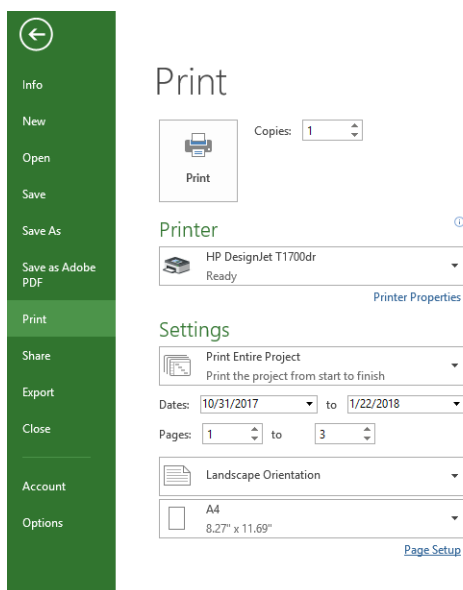 Info
New
Open
Save
Save As
Save as Adobe
PDF
Print
Share
Export
Close
Account
Options
Print
Copies: 1
Print
Printer
HP DesignJet T1700dr
Ready
Printer Properties
Settings
Print Entire Project
Print the project from start to finish
Dates: 10/31/2017 to 1/22/2018
Pages: 1 to 3
Landscape Orientation
A4
8.27" x 11.69"
Page Setup